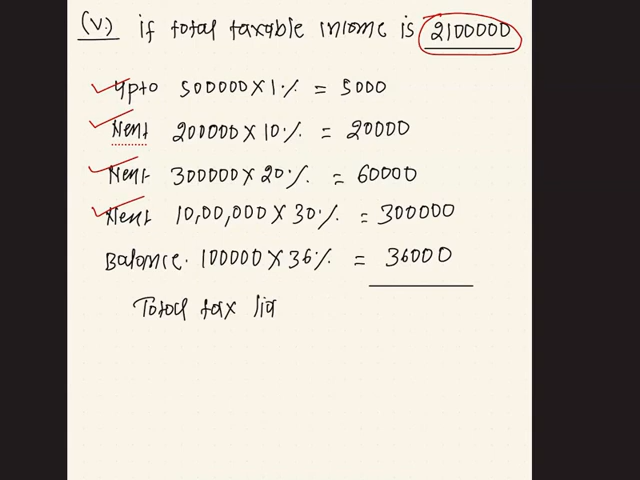 (V.) if total taxable income is 2100000
Upto 500000 X 1% = 5000
Next 200000 X 10% = 20000
Next 300000 X 20% = 60000
Next 10,00,000 X 30% = 300000
Balance. 100000 X 36% = 36000
Total tax lia